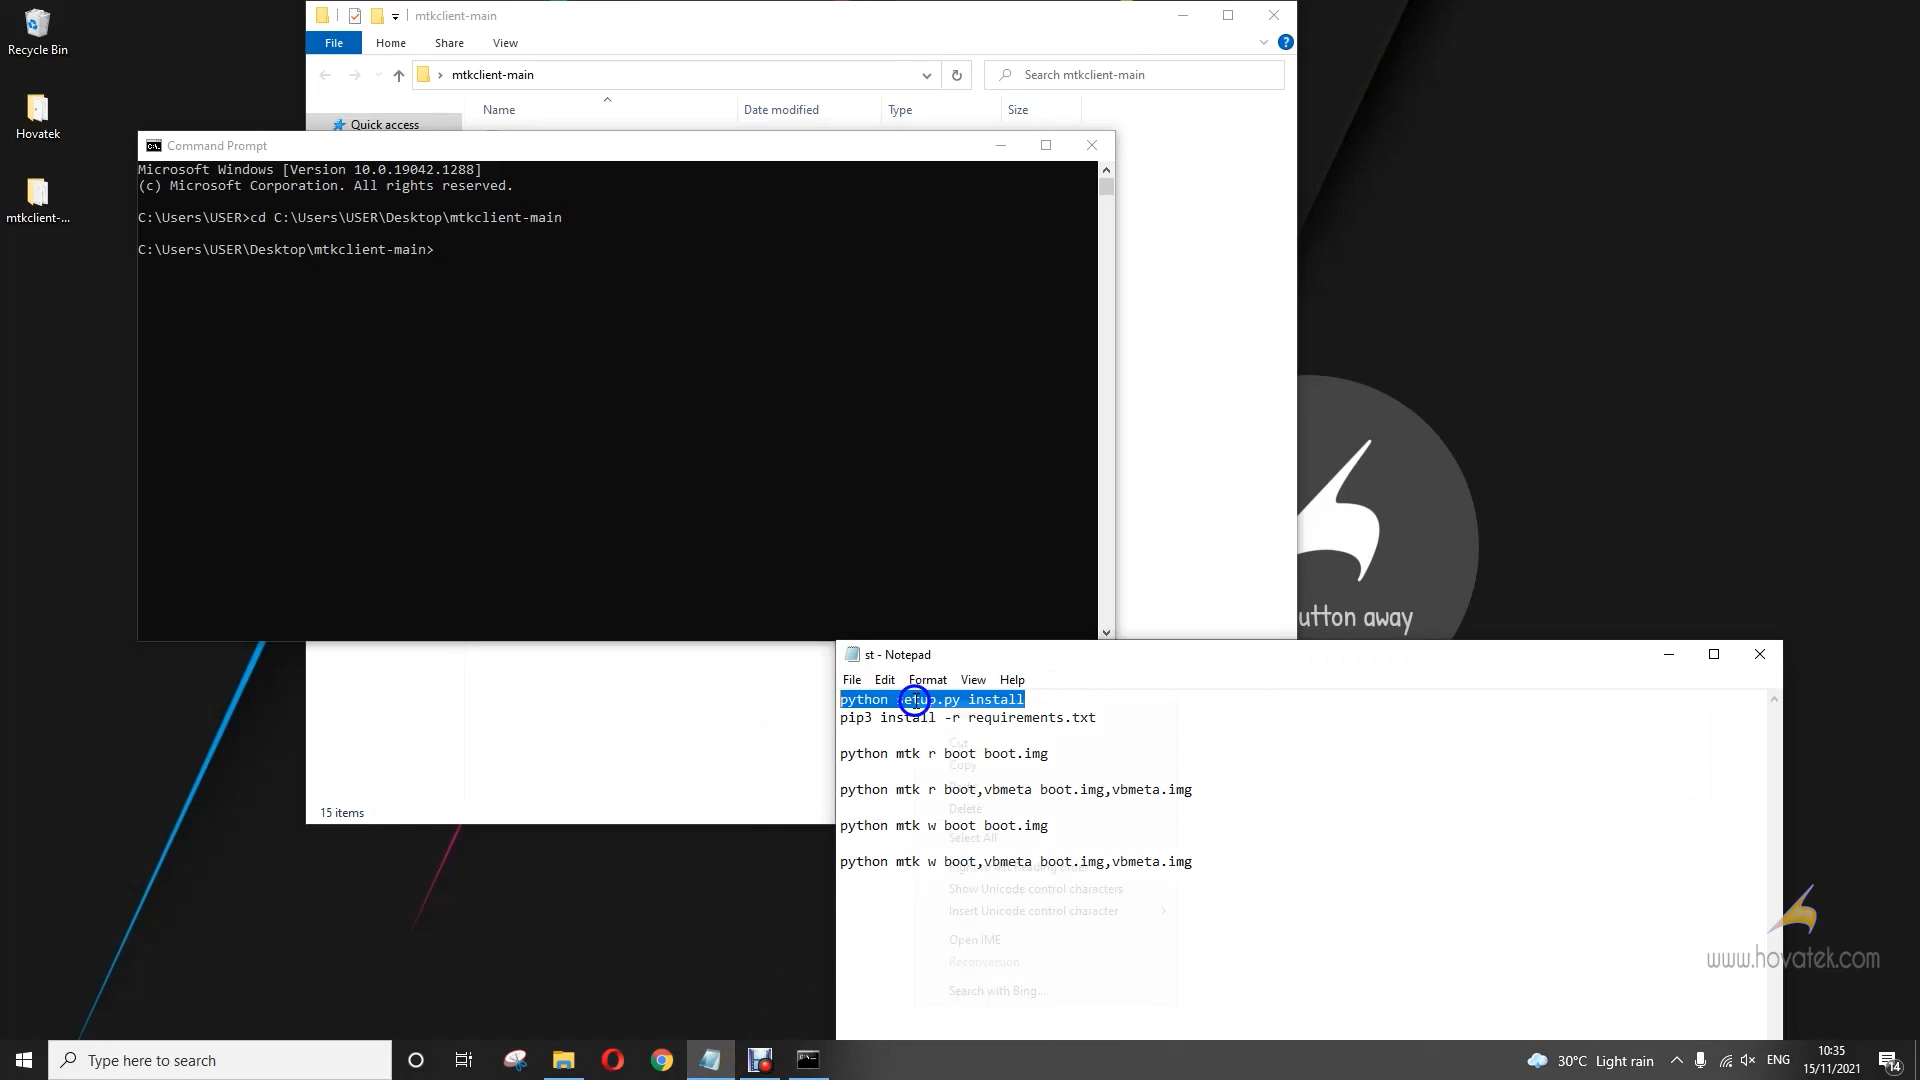 Recycle Bin
Hovatek
mtkclient-...
mtkclient-main
File
Home
Share
View
mtkclient-main
Search mtkclient-main
Name
Date modified
Type
Size
Quick access
Command Prompt
Microsoft Windows [Version 10.0.19042.1288]
(c) Microsoft Corporation. All rights reserved.
C:\Users\USER>cd C:\Users\USER\Desktop\mtkclient-main
C:\Users\USER\Desktop\mtkclient-main>
utton away
15 items
st - Notepad
File
Edit
Format
View
Help
python setup.py install
pip3 install -r requirements.txt
python mtk r boot boot.img
python mtk r boot,vbmeta boot.img,vbmeta.img
python mtk w boot boot.img
python mtk w boot,vbmeta boot.img,vbmeta.img
Cut
Copy
Delete
Select All
Show Unicode control characters
Insert Unicode control character
Open IME
Reconversion
Search with Bing...
www.hovatek.com
Type here to search
30°C Light rain
ENG
10:35
15/11/2021
14